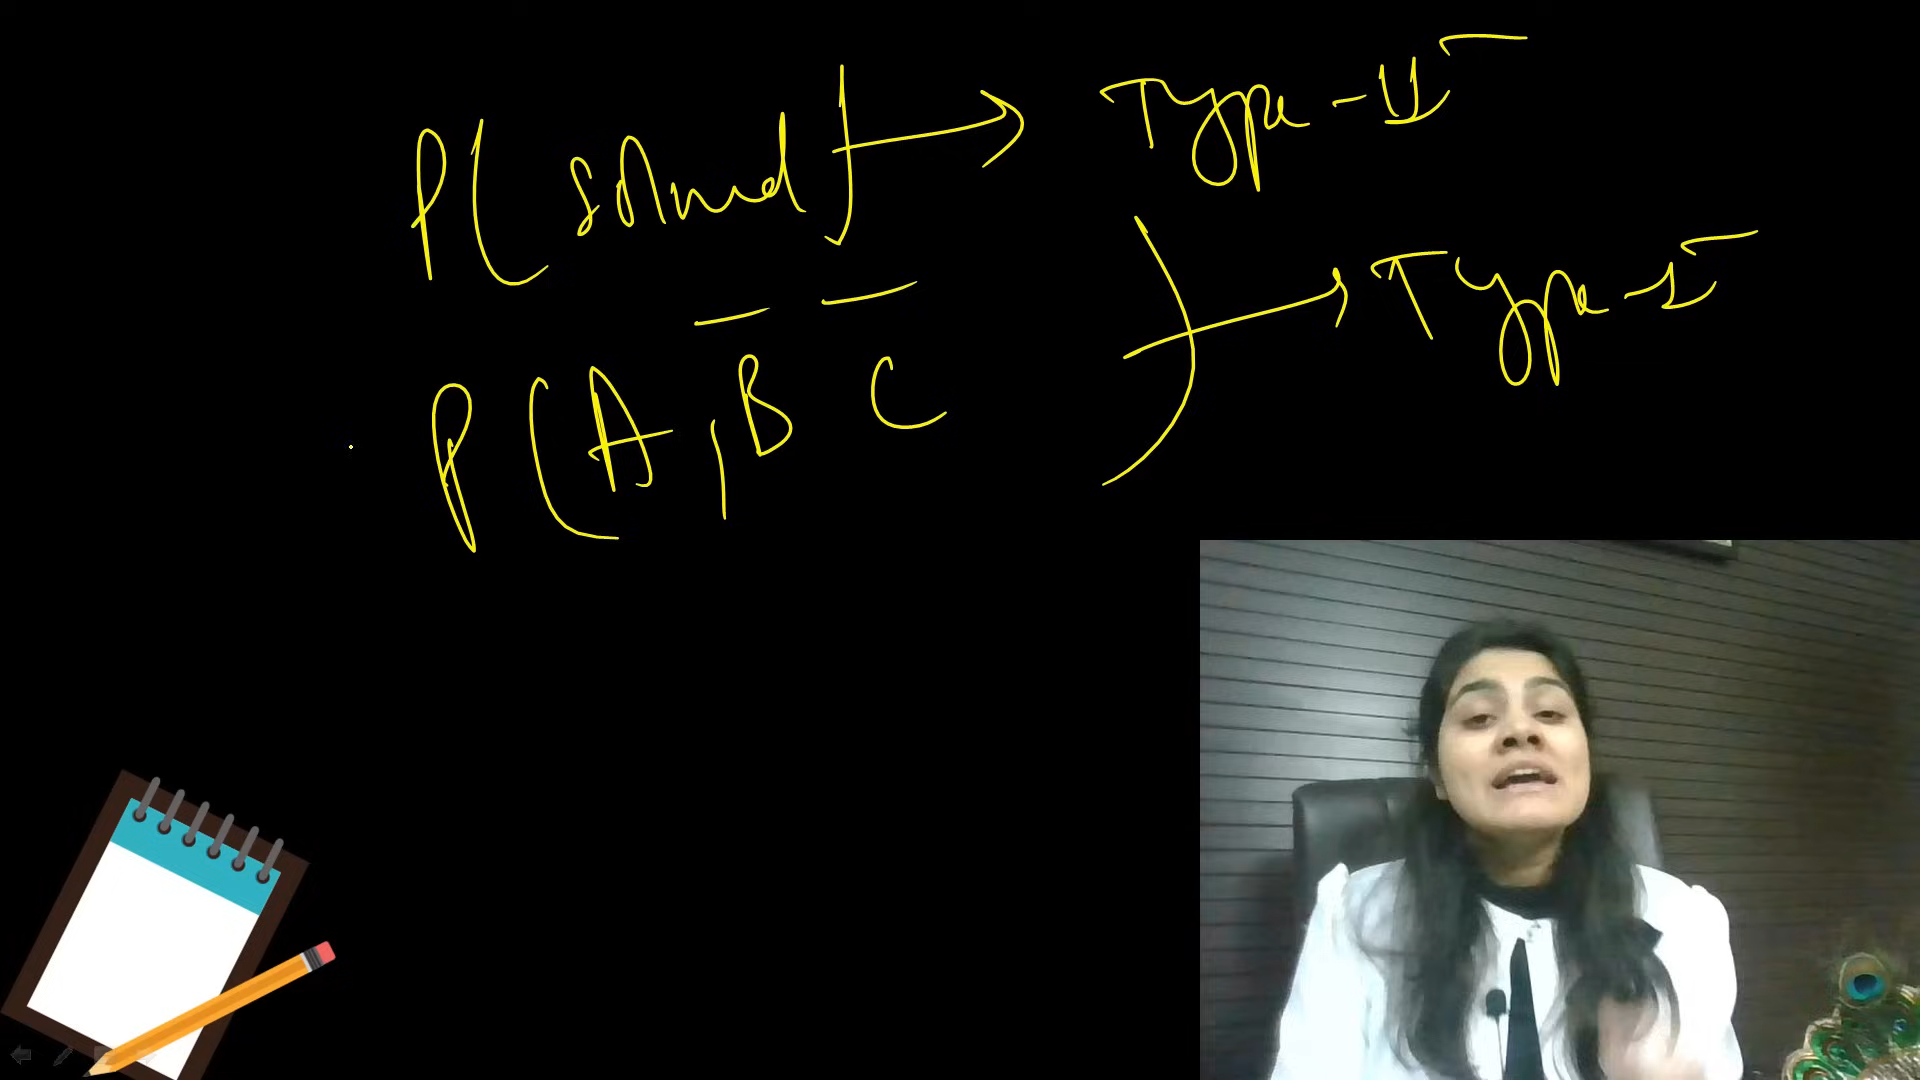 P(solved) → Type-II
P(A, B̅ C̅) → Type-I